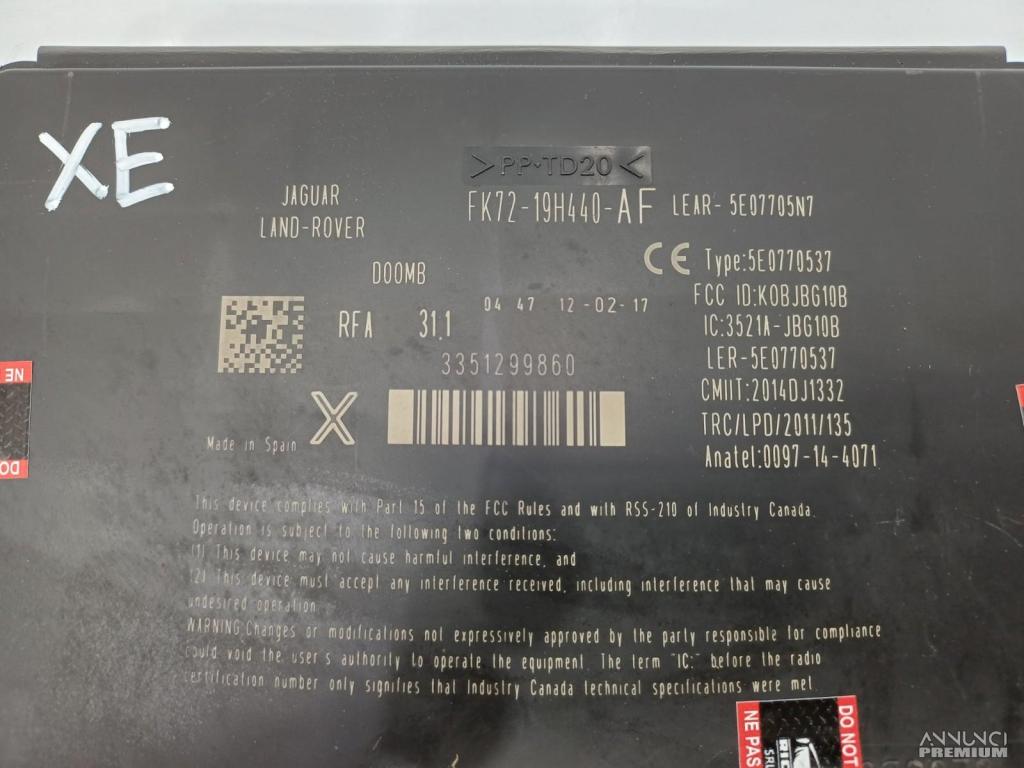 XE
>PP-TD20<
JAGUAR
LAND-ROVER
FK72-19H440-AF
LEAR-5E07705N7
D00MB
CE
Type:5E0770537
04 47 12-02-17
FCC ID:KOBJBG10B
RFA 31.1
IC:3521A-JBG10B
3351299860
LER-5E0770537
CMIIT:2014DJ1332
X
TRC/LPD/2011/135
Made in Spain
Anatel:0097-14-4071
This device complies with Part 15 of the FCC Rules and with RSS-210 of Industry Canada.
Operation is subject to the following two conditions:
(1) This device may not cause harmful interference, and
(2) This device must accept any interference received, including interference that may cause
undesired operation
WARNING:Changes or modifications not expressively approved by the party responsible for compliance
could void the user's authority to operate the equipment. The term "IC:" before the radio
certification number only signifies that Industry Canada technical specifications were met
NE
DO
NE PAS
DO NOT
SRL
ANNUNCI
PREMIUM